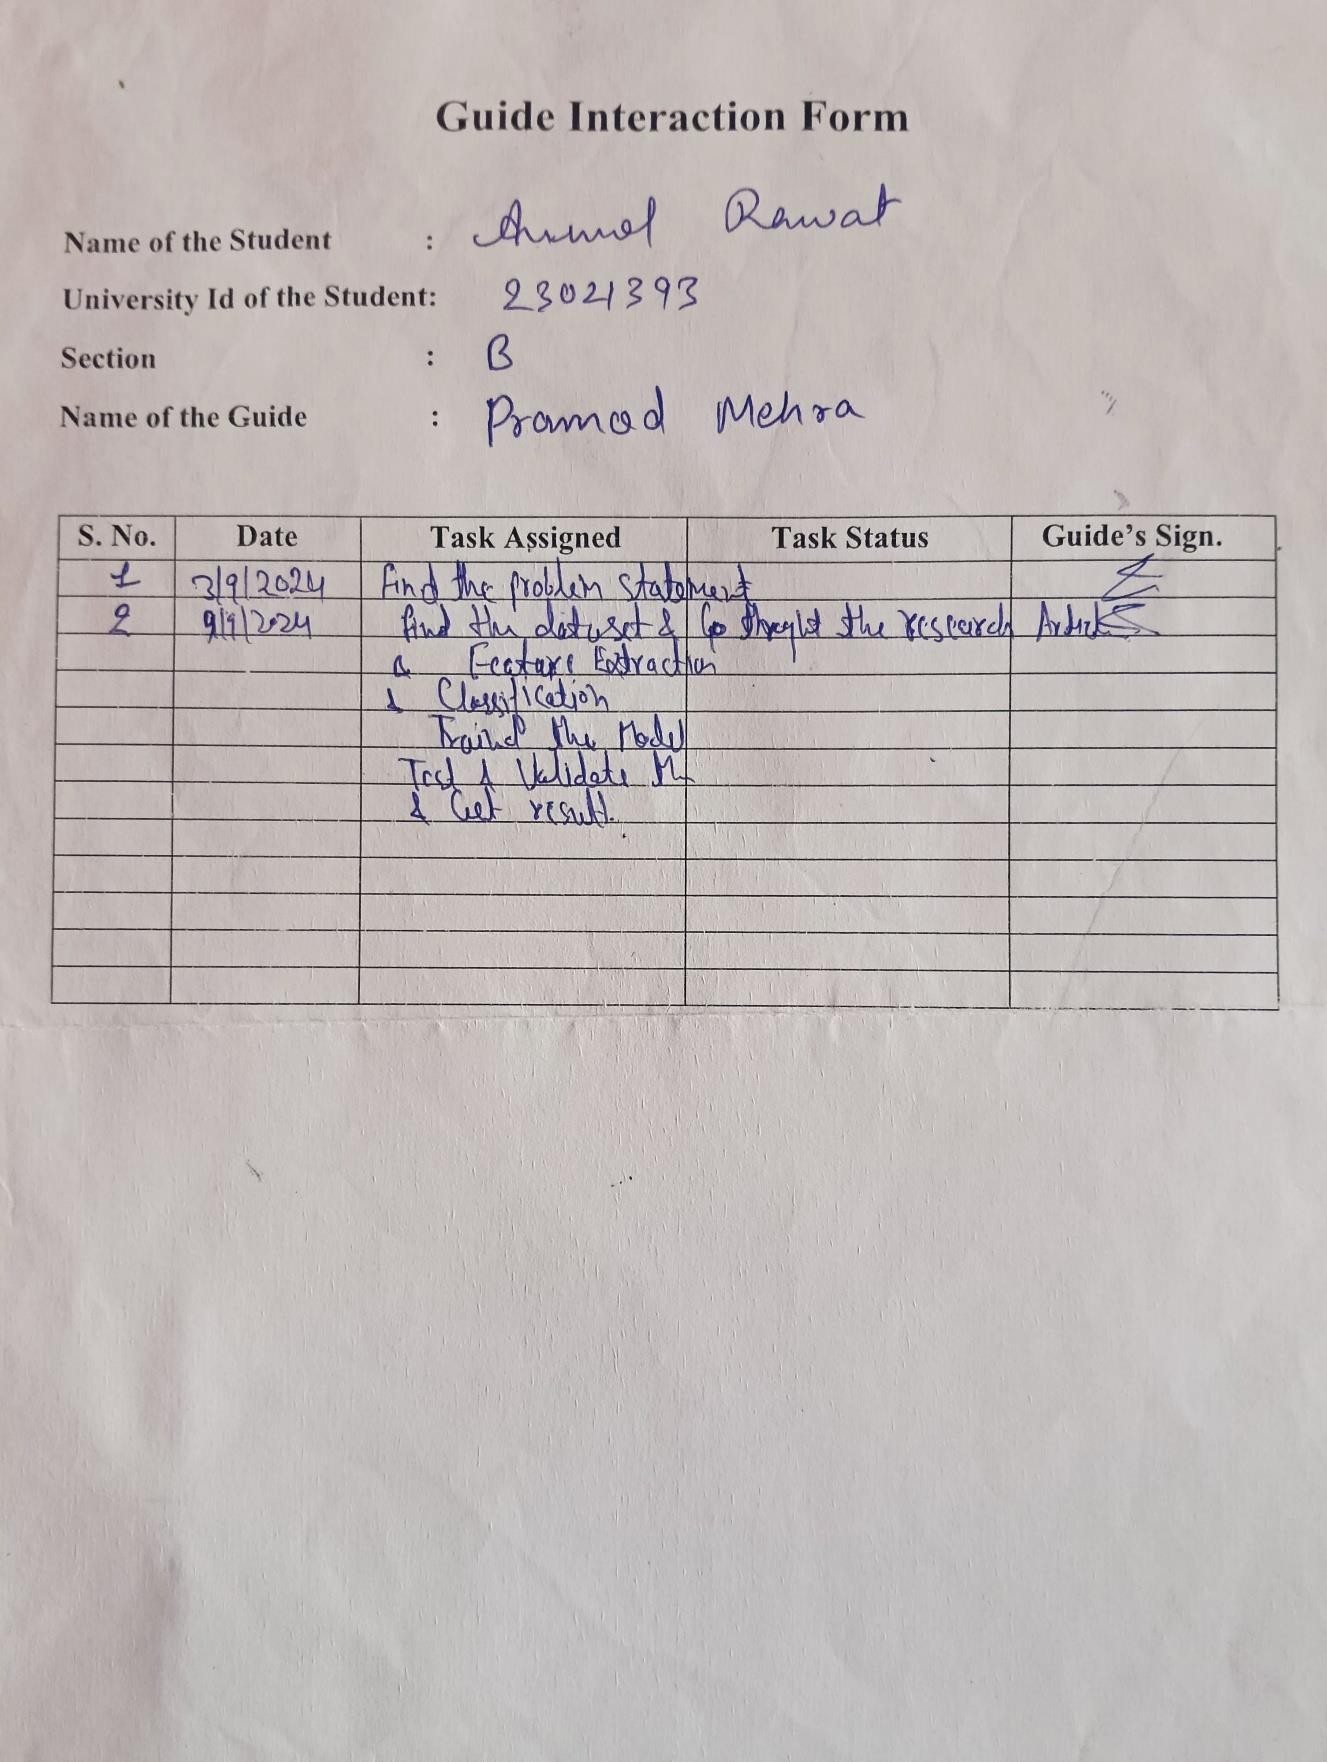 Guide Interaction Form
Name of the Student : Anmol Rawat
University Id of the Student: 23021393
Section : B
Name of the Guide : Pramod Mehra
S. No. Date Task Assigned Task Status Guide's Sign.
1 3/9/2024 Find the problem statement
2 9/9/2024 find the dataset & Go throught the research Article
& Feature Extraction
& Classification
Traind the Model
Test & Validate
& Get result.